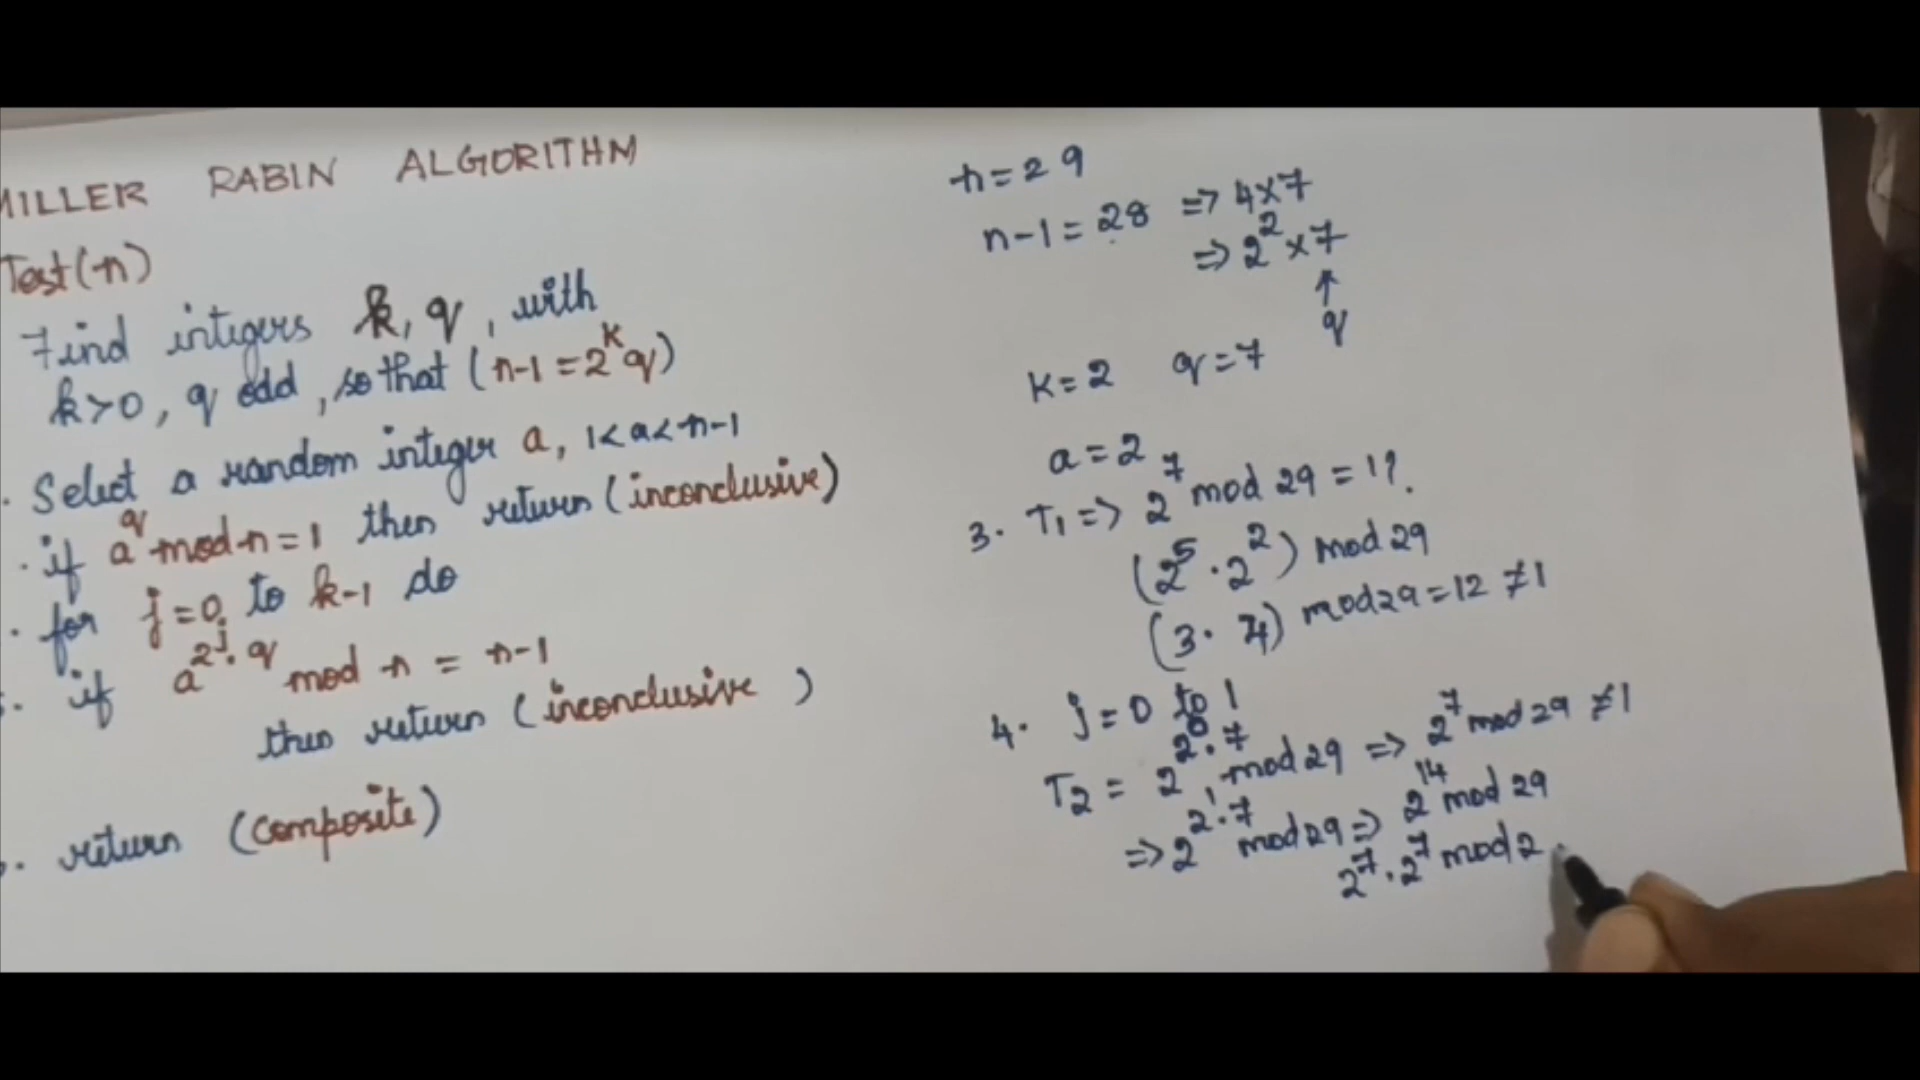 MILLER RABIN ALGORITHM
Test(n)
Find integers k, q, with
k>0, q odd, so that (n-1=2^k q)
. Select a random integer a, 1<a<n-1
. if a^q mod n=1 then return (inconclusive)
. for j=0 to k-1 do
5. if a^2^j.q mod n = n-1
then return (inconclusive)
6. return (composite)
n=29
n-1=28 => 4x7
=> 2^2 x7
↑
q
K=2 q=7
a=2
3. T1 => 2^7 mod 29 = 1?.
(2^5 . 2^2) mod 29
(3. 4) mod 29=12 ≠1
4. j=0 to 1
T2 = 2^2^0.7 mod 29 => 2^7 mod 29 ≠1
=> 2^2^1.7 mod 29 => 2^14 mod 29
2^7 . 2^7 mod 2